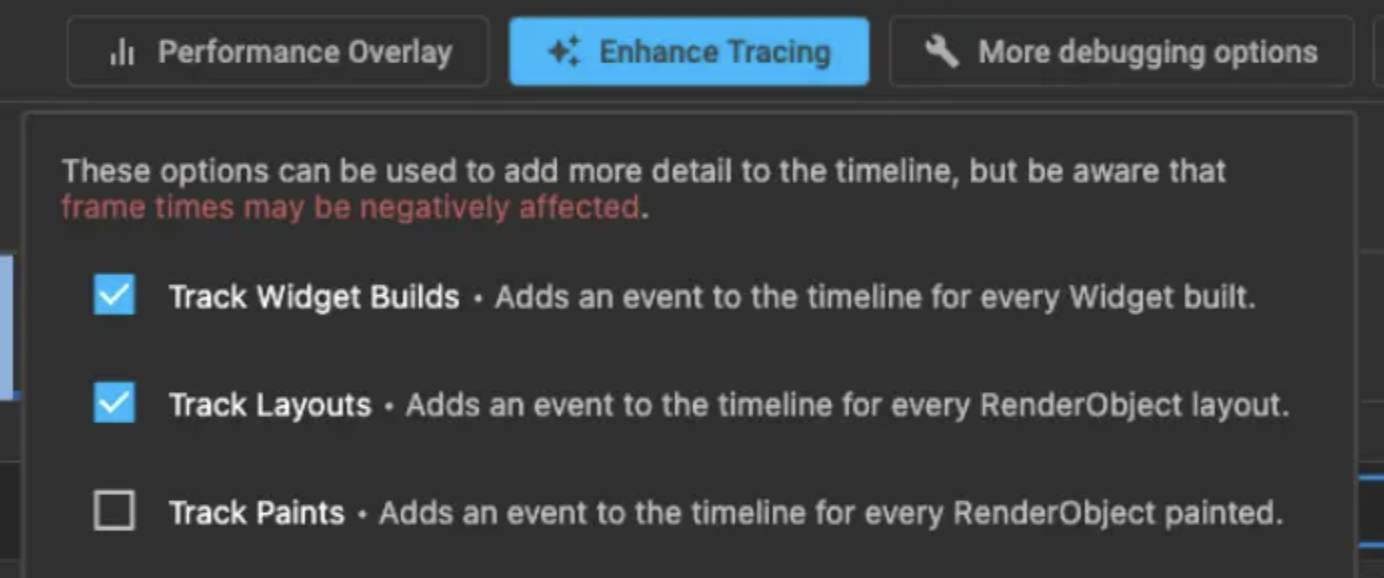 Performance Overlay
Enhance Tracing
More debugging options
These options can be used to add more detail to the timeline, but be aware that
frame times may be negatively affected.
Track Widget Builds • Adds an event to the timeline for every Widget built.
Track Layouts • Adds an event to the timeline for every RenderObject layout.
Track Paints • Adds an event to the timeline for every RenderObject painted.